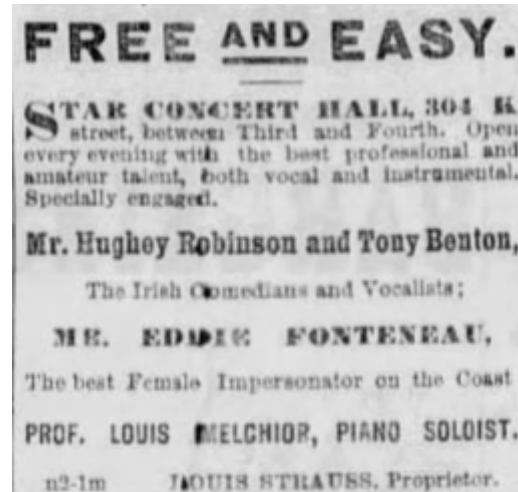 FREE AND EASY.
STAR CONCERT HALL, 304 K
street, between Third and Fourth. Open
every evening with the best professional and
amateur talent, both vocal and instrumental.
Specially engaged.
Mr. Hughey Robinson and Tony Benton,
The Irish Comedians and Vocalists;
MR. EDDIE FONTENEAU,
The best Female Impersonator on the Coast
PROF. LOUIS MELCHIOR, PIANO SOLOIST.
n2-1m LOUIS STRAUSS, Proprietor.